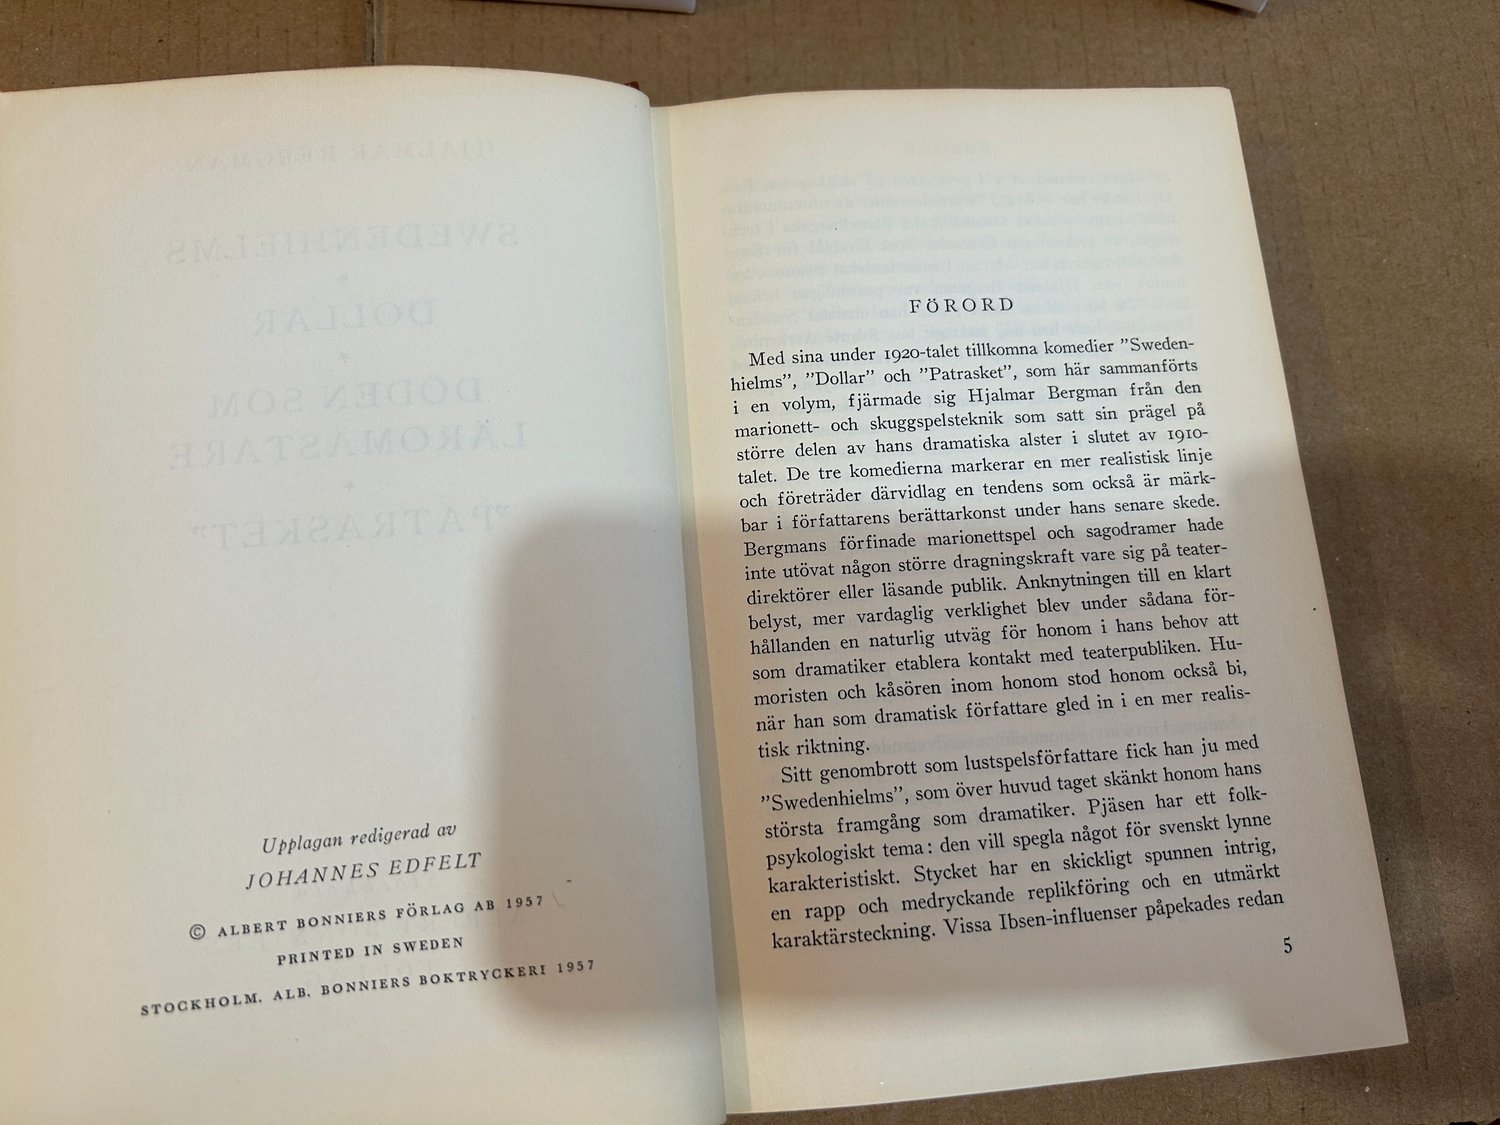 HJALMAR BERGMAN
SWEDENHIELMS
*
DOLLAR
*
DÖDEN SOM
LÄROMÄSTARE
*
PATRASKET"
Upplagan redigerad av
JOHANNES EDFELT
© ALBERT BONNIERS FÖRLAG AB 1957
PRINTED IN SWEDEN
STOCKHOLM. ALB. BONNIERS BOKTRYCKERI 1957
FÖRORD
Med sina under 1920-talet tillkomna komedier ”Sweden-
hielms”, ”Dollar” och ”Patrasket”, som här sammanförts
i en volym, fjärmade sig Hjalmar Bergman från den
marionett- och skuggspelsteknik som satt sin prägel på
större delen av hans dramatiska alster i slutet av 1910-
talet. De tre komedierna markerar en mer realistisk linje
och företräder därvidlag en tendens som också är märk-
bar i författarens berättarkonst under hans senare skede.
Bergmans förfinade marionettspel och sagodramer hade
inte utövat någon större dragningskraft vare sig på teater-
direktörer eller läsande publik. Anknytningen till en klart
belyst, mer vardaglig verklighet blev under sådana för-
hållanden en naturlig utväg för honom i hans behov att
som dramatiker etablera kontakt med teaterpubliken. Hu-
moristen och kåsören inom honom stod honom också bi,
när han som dramatisk författare gled in i en mer realis-
tisk riktning.
Sitt genombrott som lustspelsförfattare fick han ju med
”Swedenhielms”, som över huvud taget skänkt honom hans
största framgång som dramatiker. Pjäsen har ett folk-
psykologiskt tema: den vill spegla något för svenskt lynne
karakteristiskt. Stycket har en skickligt spunnen intrig,
en rapp och medryckande replikföring och en utmärkt
karaktärsteckning. Vissa Ibsen-influenser påpekades redan
5